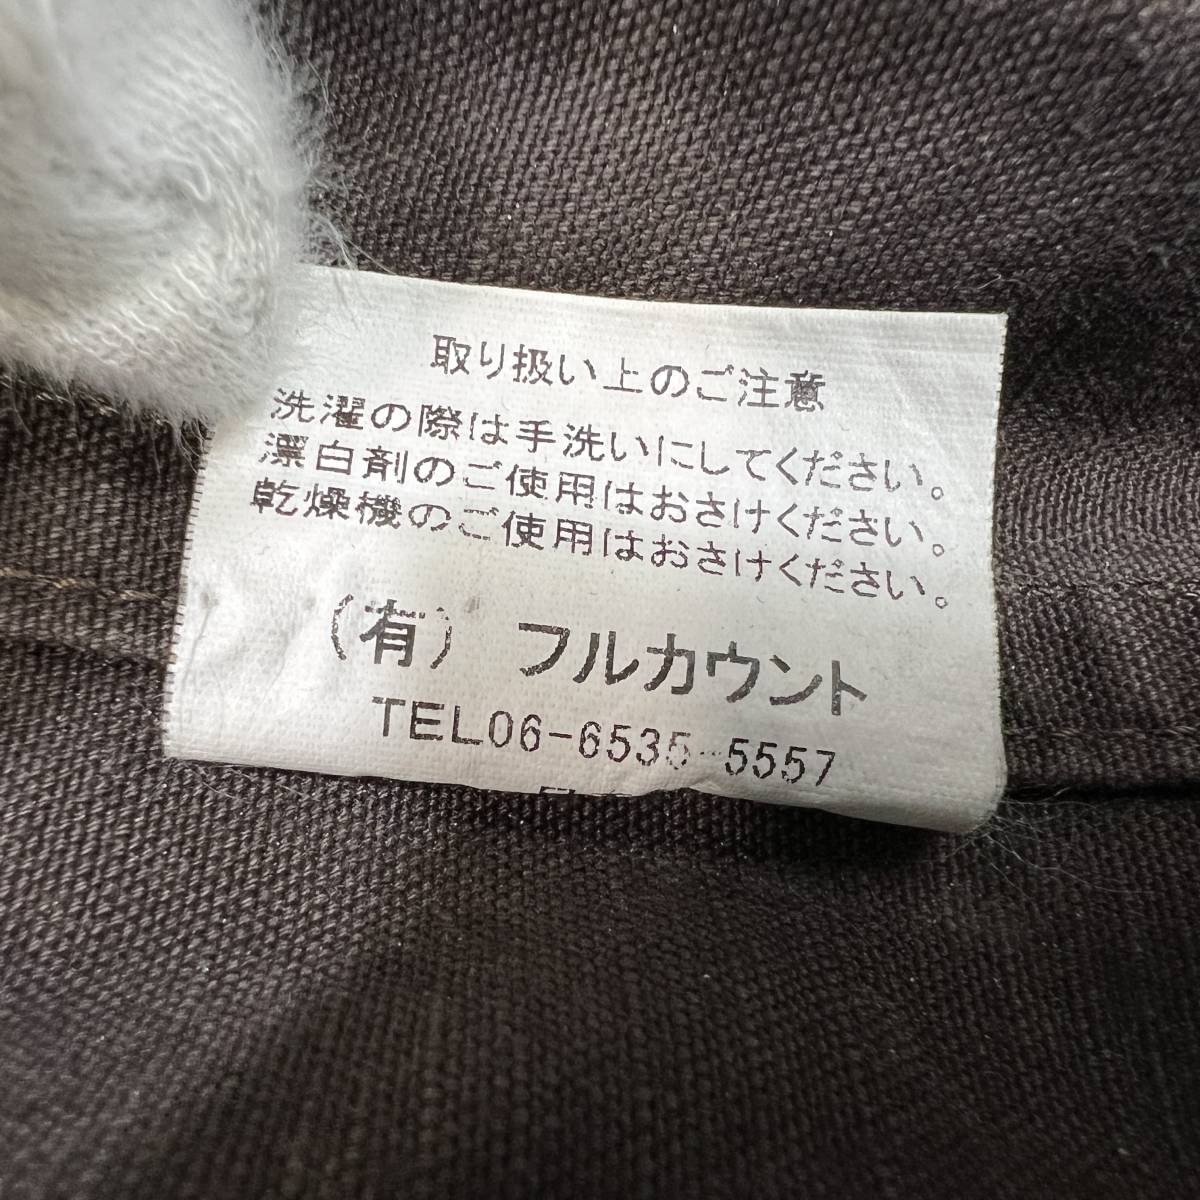 取り扱い上のご注意
洗濯の際は手洗いにしてください。
漂白剤のご使用はおさけください。
乾燥機のご使用はおさけください。
（有） フルカウント
TEL06-6535-5557